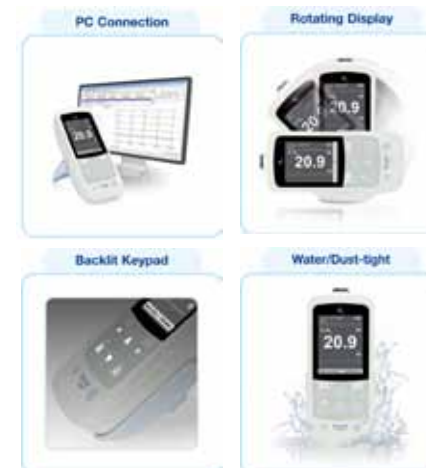 PC Connection
Rotating Display
20.9
20.9
20
20.9
Backlit Keypad
Water/Dust-tight
20.9